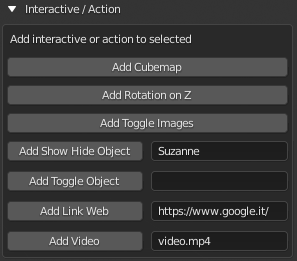 Interactive / Action
Add interactive or action to selected
Add Cubemap
Add Rotation on Z
Add Toggle Images
Add Show Hide Object Suzanne
Add Toggle Object
Add Link Web https://www.google.it/
Add Video video.mp4